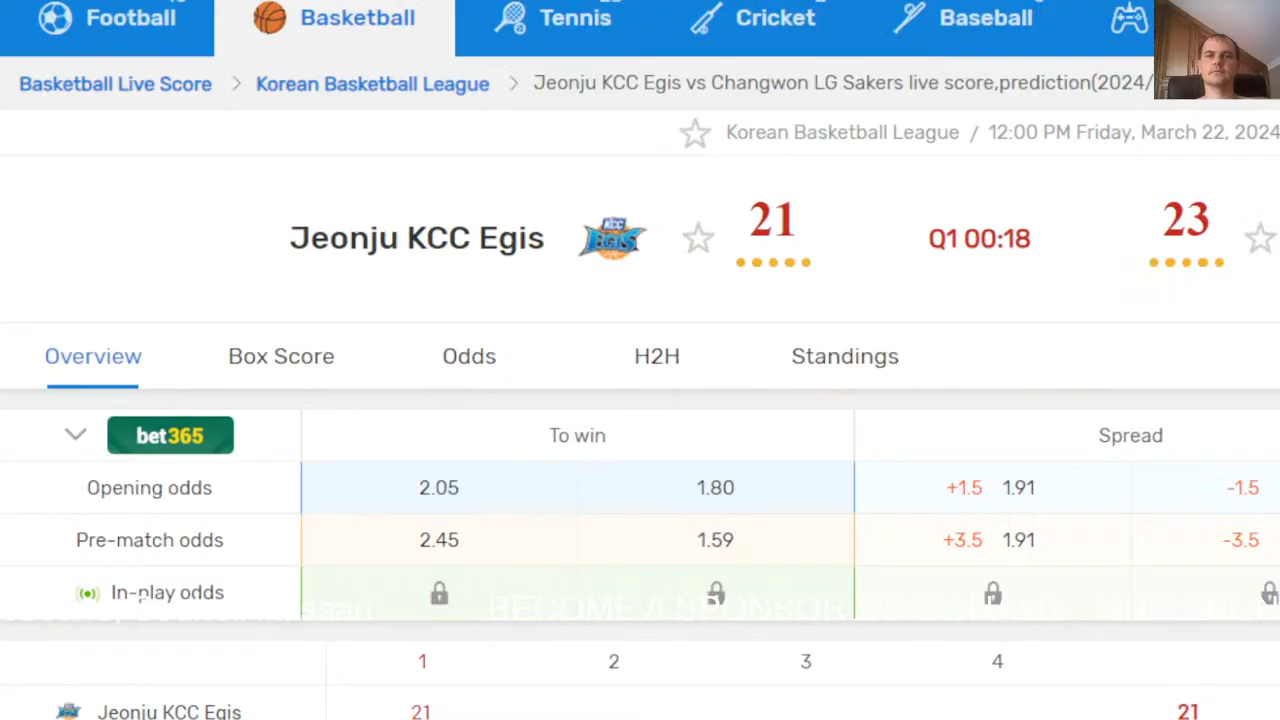 Football Basketball Tennis Cricket Baseball
Basketball Live Score > Korean Basketball League > Jeonju KCC Egis vs Changwon LG Sakers live score,prediction(2024/
Korean Basketball League / 12:00 PM Friday, March 22, 2024
Jeonju KCC Egis KCC EGIS 21 Q1 00:18 23
Overview Box Score Odds H2H Standings
bet365 To win Spread
Opening odds 2.05 1.80 +1.5 1.91 -1.5
Pre-match odds 2.45 1.59 +3.5 1.91 -3.5
In-play odds
BECOME A SPONSOR
1 2 3 4
Jeonju KCC Egis 21 21